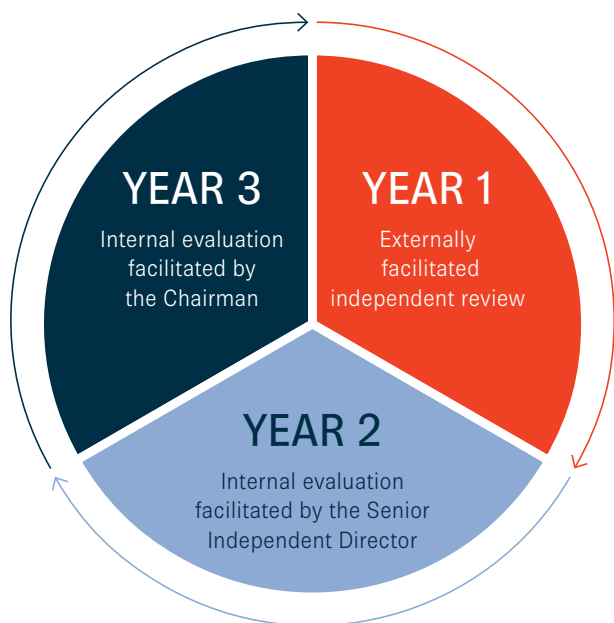 YEAR 3
Internal evaluation
facilitated by
the Chairman
YEAR 1
Externally
facilitated
independent review
YEAR 2
Internal evaluation
facilitated by the Senior
Independent Director